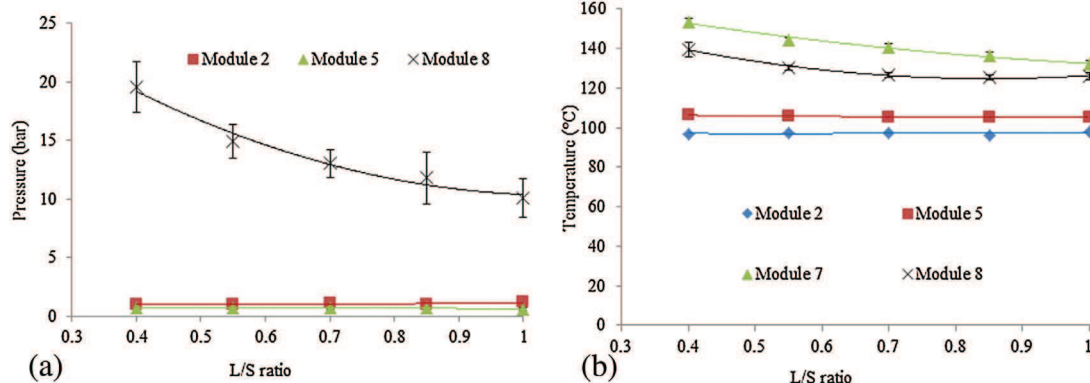 25
20
15
10
5
0
Pressure (bar)
Module 2 Module 5 Module 8
0.3 0.4 0.5 0.6 0.7 0.8 0.9 1
L/S ratio
(a)
160
140
120
100
80
60
40
20
0
Temperature (°C)
Module 2 Module 5
Module 7 Module 8
0.3 0.4 0.5 0.6 0.7 0.8 0.9 1
L/S ratio
(b)